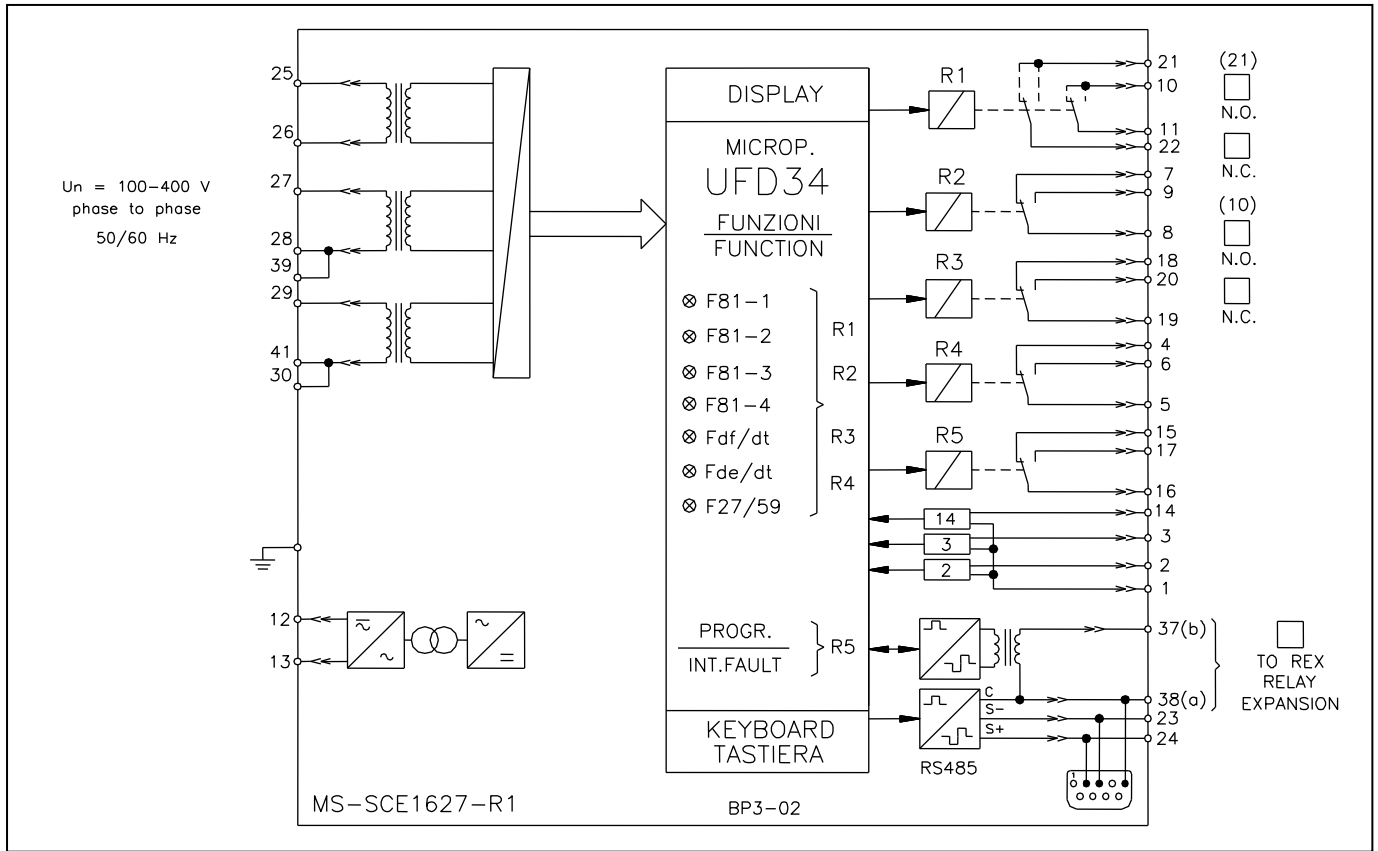 25
26
27
28
39
29
41
30
Un = 100-400 V
phase to phase
50/60 Hz
12
13
MS-SCE1627-R1
DISPLAY
MICROP.
UFD34
FUNZIONI
FUNCTION
F81-1
F81-2
F81-3
F81-4
Fdf/dt
Fde/dt
F27/59
R1
R2
R3
R4
PROGR.
INT.FAULT
R5
KEYBOARD
TASTIERA
BP3-02
R1
R2
R3
R4
R5
14
3
2
C
S-
S+
RS485
1
21
10
11
22
7
9
8
18
20
19
4
6
5
15
17
16
14
3
2
1
37(b)
38(a)
23
24
(21)
N.O.
N.C.
(10)
N.O.
N.C.
TO REX
RELAY
EXPANSION